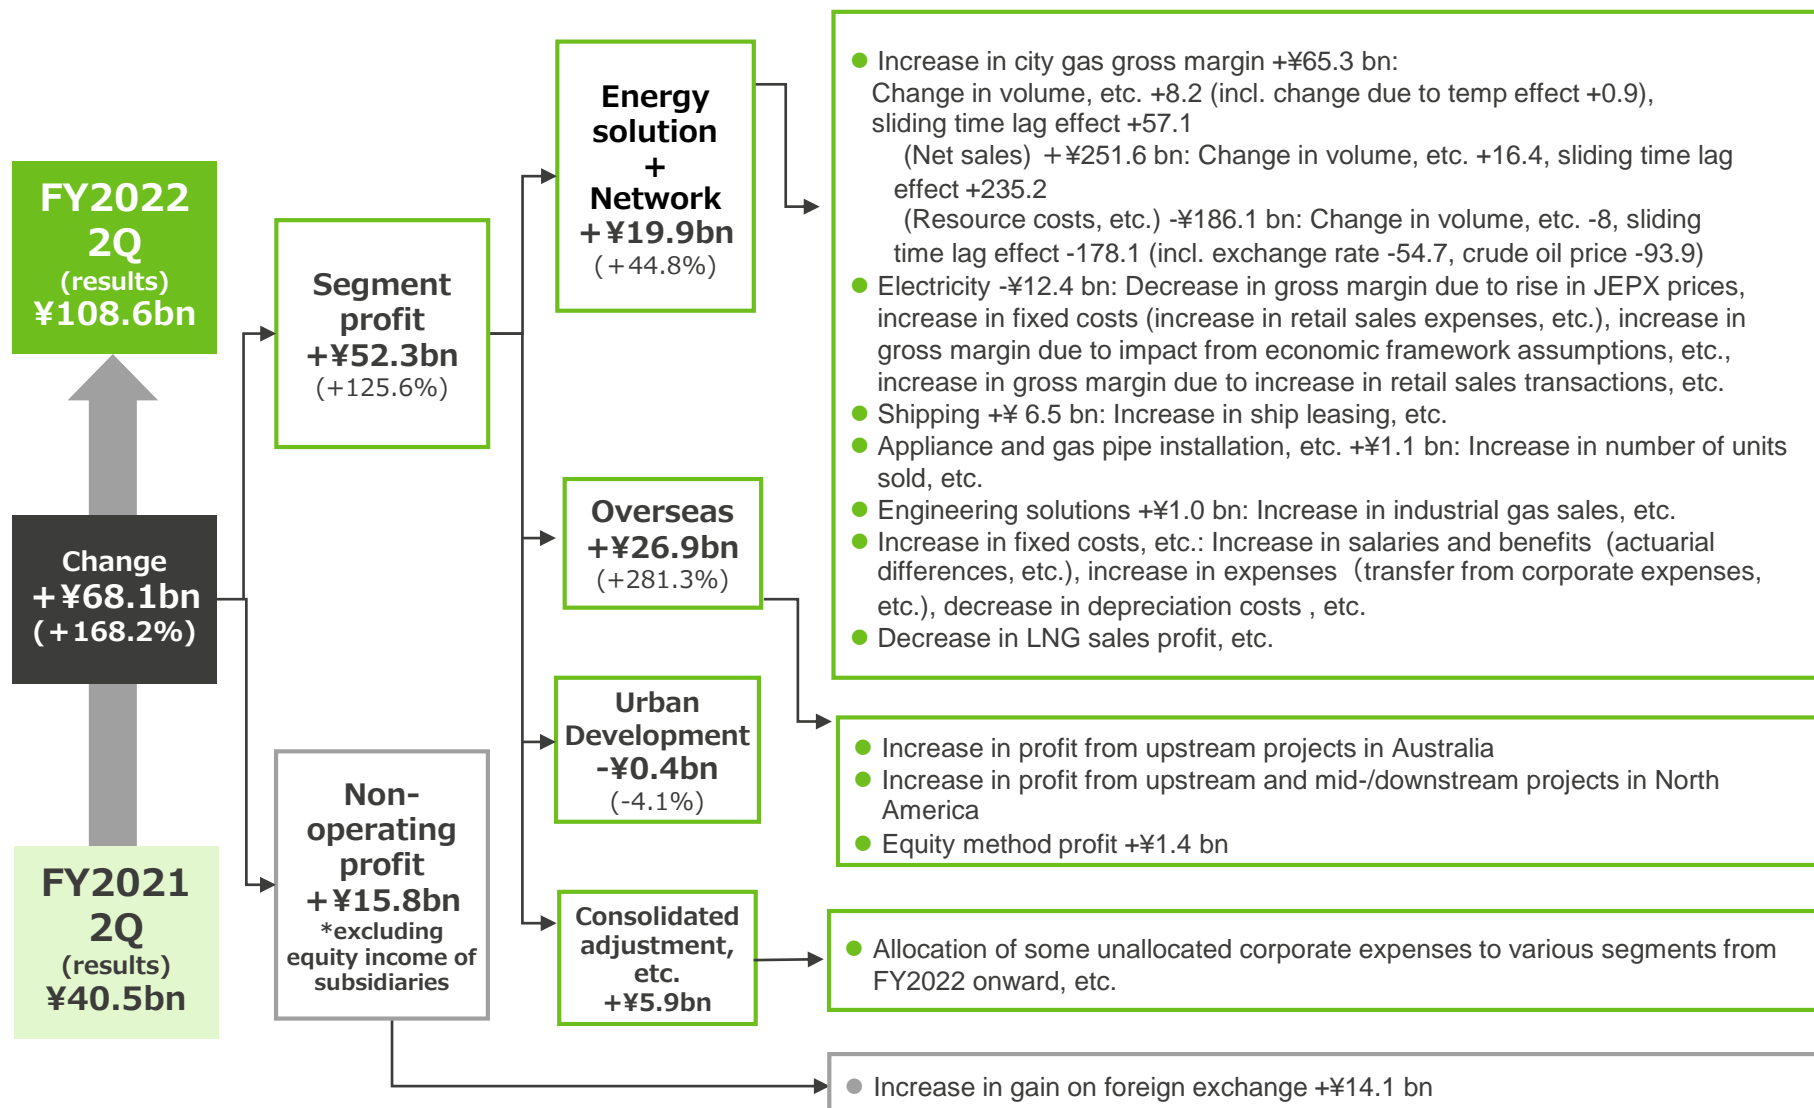 FY2022
2Q
(results)
¥108.6bn
Change
+¥68.1bn
(+168.2%)
FY2021
2Q
(results)
¥40.5bn
Segment
profit
+¥52.3bn
(+125.6%)
Non-
operating
profit
+¥15.8bn
*excluding
equity income of
subsidiaries
Energy
solution
+
Network
+¥19.9bn
(+44.8%)
Overseas
+¥26.9bn
(+281.3%)
Urban
Development
-¥0.4bn
(-4.1%)
Consolidated
adjustment,
etc.
+¥5.9bn
● Increase in city gas gross margin +¥65.3 bn:
Change in volume, etc. +8.2 (incl. change due to temp effect +0.9),
sliding time lag effect +57.1
(Net sales) +¥251.6 bn: Change in volume, etc. +16.4, sliding time lag
effect +235.2
(Resource costs, etc.) -¥186.1 bn: Change in volume, etc. -8, sliding
time lag effect -178.1 (incl. exchange rate -54.7, crude oil price -93.9)
● Electricity -¥12.4 bn: Decrease in gross margin due to rise in JEPX prices,
increase in fixed costs (increase in retail sales expenses, etc.), increase in
gross margin due to impact from economic framework assumptions, etc.,
increase in gross margin due to increase in retail sales transactions, etc.
● Shipping +¥ 6.5 bn: Increase in ship leasing, etc.
● Appliance and gas pipe installation, etc. +¥1.1 bn: Increase in number of units
sold, etc.
● Engineering solutions +¥1.0 bn: Increase in industrial gas sales, etc.
● Increase in fixed costs, etc.: Increase in salaries and benefits (actuarial
differences, etc.), increase in expenses（transfer from corporate expenses,
etc.), decrease in depreciation costs , etc.
● Decrease in LNG sales profit, etc.
● Increase in profit from upstream projects in Australia
● Increase in profit from upstream and mid-/downstream projects in North
America
● Equity method profit +¥1.4 bn
● Allocation of some unallocated corporate expenses to various segments from
FY2022 onward, etc.
● Increase in gain on foreign exchange +¥14.1 bn